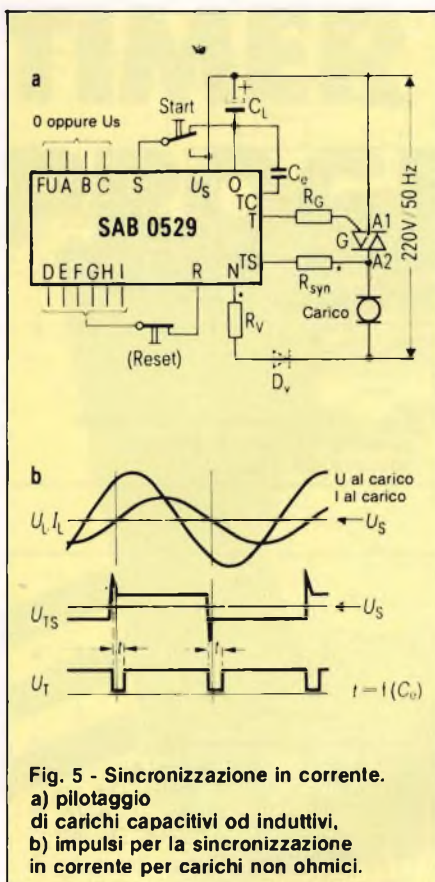 a
Start
0 oppure Us
C_L
+
C_e
FU A B C S U_S O
TC
T
R_G
A1
G
A2
SAB 0529
TS
R_syn
D E F G H I R N
R_V
Carico
(Reset)
D_v
220V/50 Hz
b
U al carico
I al carico
U_L, I_L
U_S
U_TS
U_S
t
t
U_T
t = f(C_e)
Fig. 5 - Sincronizzazione in corrente.
a) pilotaggio
di carichi capacitivi od induttivi,
b) impulsi per la sincronizzazione
in corrente per carichi non ohmici.